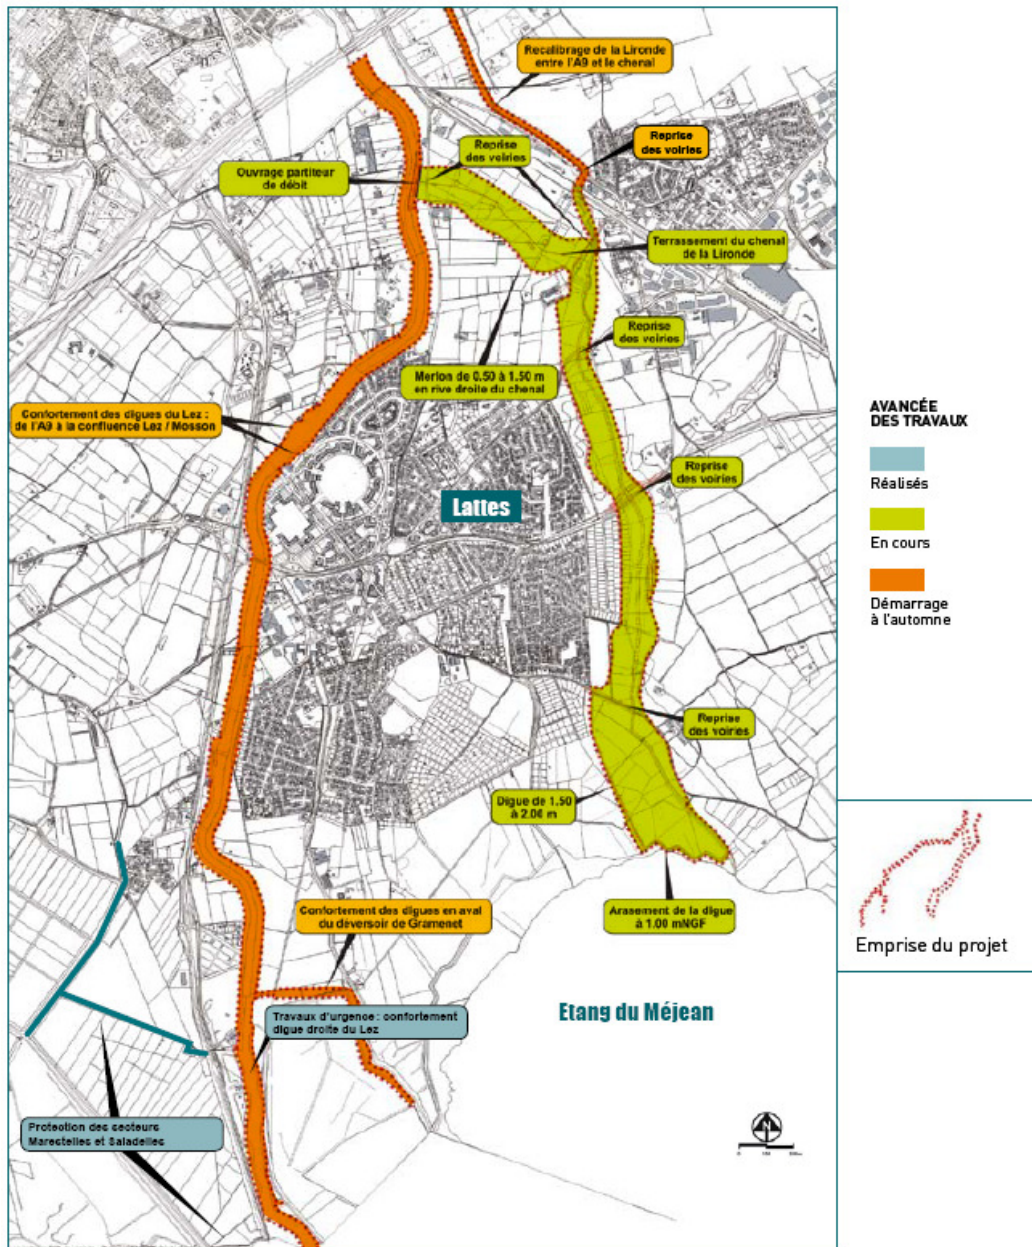 Recalibrage de la Lironde
entre l'A9 et le chenal
Reprise
des voiries
Reprise
des voiries
Ouvrage partiteur
de débit
Terrassement du chenal
de la Lironde
Reprise
des voiries
Merlon de 0.50 à 1.50 m
en rive droite du chenal
Confortement des digues du Lez :
de l'A9 à la confluence Lez / Mosson
Reprise
des voiries
Lattes
Reprise
des voiries
Digue de 1.50
à 2.00 m
Arasement de la digue
à 1.00 mNGF
Confortement des digues en aval
du déversoir de Gramenet
Etang du Méjean
Travaux d'urgence : confortement
digue droite du Lez
Protection des secteurs
Marestelles et Saladelles
N
AVANCÉE
DES TRAVAUX
Réalisés
En cours
Démarrage
à l'automne
Emprise du projet